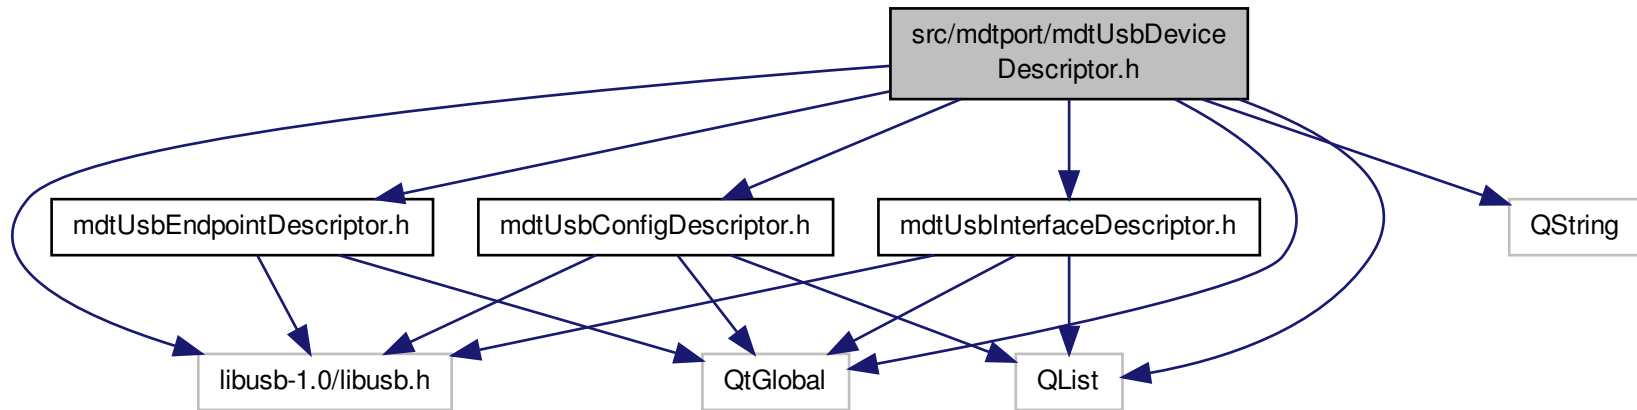 src/mdtport/mdtUsbDevice
Descriptor.h
mdtUsbEndpointDescriptor.h
mdtUsbConfigDescriptor.h
mdtUsbInterfaceDescriptor.h
QString
libusb-1.0/libusb.h
QtGlobal
QList